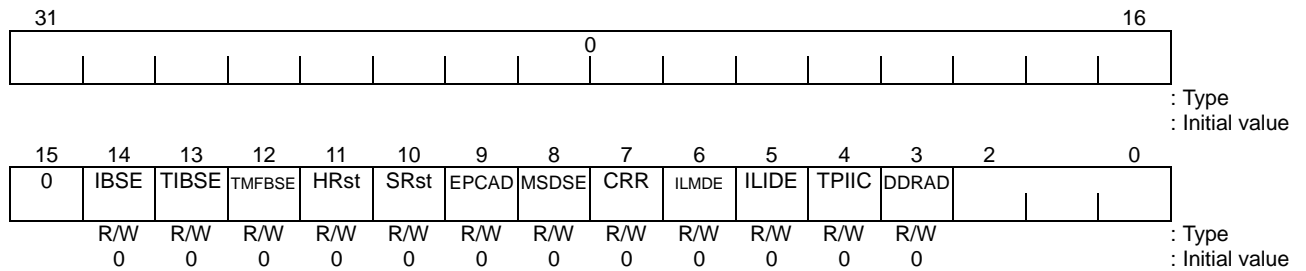 31 16
0
: Type
: Initial value
15 14 13 12 11 10 9 8 7 6 5 4 3 2 0
0 IBSE TIBSE TMFBSE HRst SRst EPCAD MSDSE CRR ILMDE ILIDE TPIIC DDRAD
R/W R/W R/W R/W R/W R/W R/W R/W R/W R/W R/W R/W : Type
0 0 0 0 0 0 0 0 0 0 0 0 : Initial value